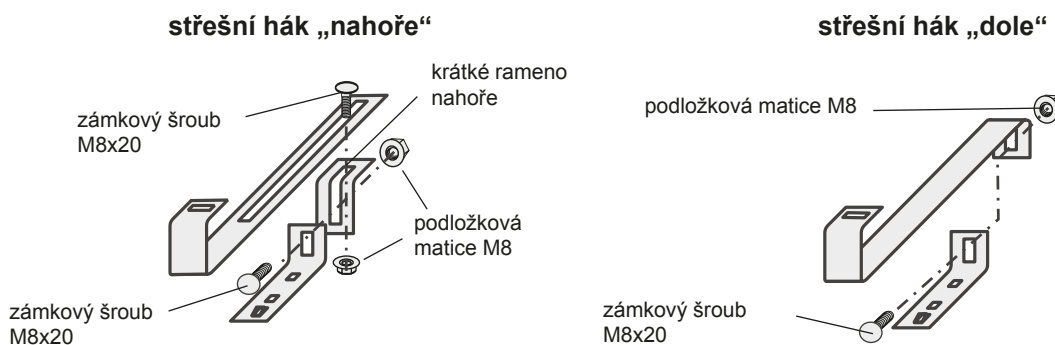 střešní hák „nahoře“
krátké rameno
nahoře
zámkový šroub
M8x20
podložková
matice M8
zámkový šroub
M8x20
střešní hák „dole“
podložková matice M8
zámkový šroub
M8x20